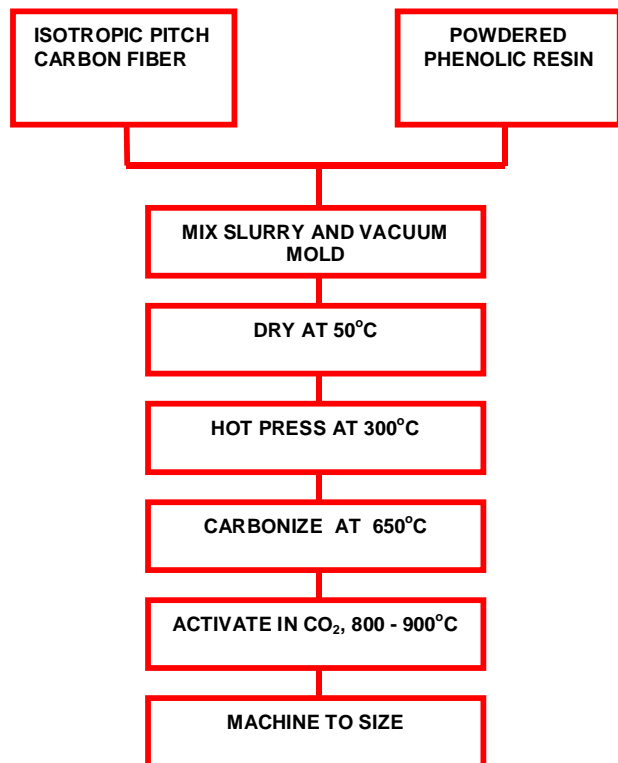 ISOTROPIC PITCH
CARBON FIBER
POWDERED
PHENOLIC RESIN
MIX SLURRY AND VACUUM
MOLD
DRY AT 50°C
HOT PRESS AT 300°C
CARBONIZE AT 650°C
ACTIVATE IN CO₂, 800 - 900°C
MACHINE TO SIZE